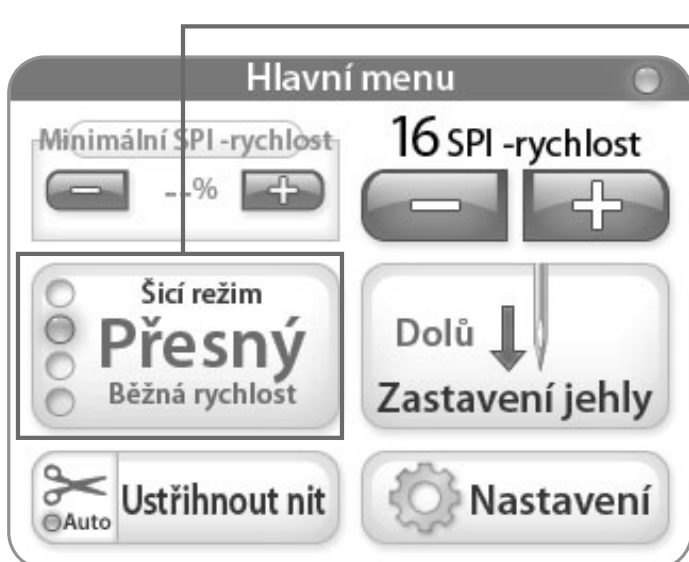 Hlavní menu
Minimální SPI -rychlost
--%
16 SPI -rychlost
Šicí režim
Přesný
Běžná rychlost
Dolů
Zastavení jehly
Auto
Ustřihnout nit
Nastavení